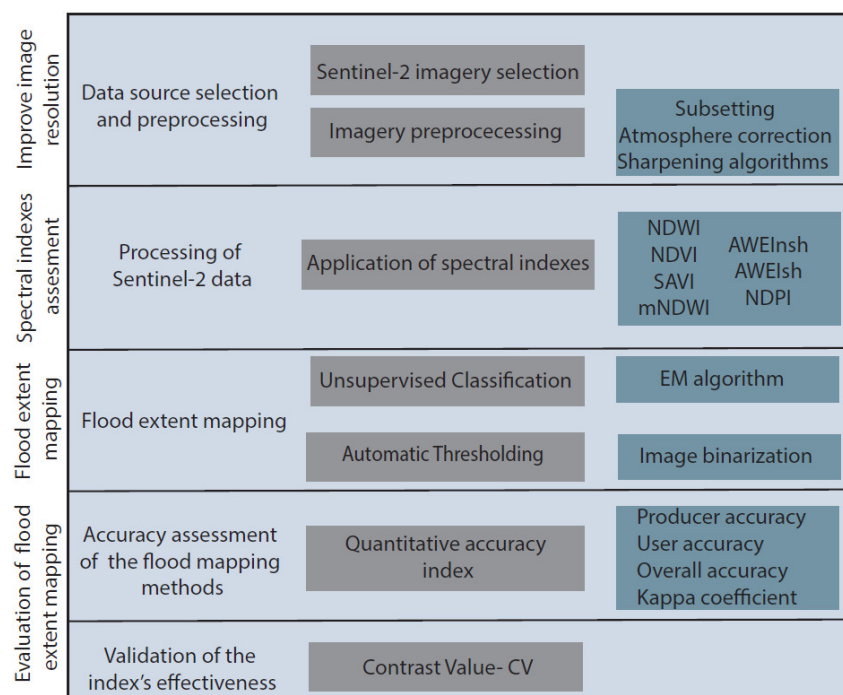 Improve image
resolution
Data source selection
and preprocessing
Sentinel-2 imagery selection
Imagery preprocecessing
Subsetting
Atmosphere correction
Sharpening algorithms
Spectral indexes
assesment
Processing of
Sentinel-2 data
Application of spectral indexes
NDWI
NDVI
SAVI
mNDWI
AWEInsh
AWEIsh
NDPI
Flood extent
mapping
Flood extent mapping
Unsupervised Classification
EM algorithm
Automatic Thresholding
Image binarization
Evaluation of flood
extent mapping
Accuracy assessment
of the flood mapping
methods
Quantitative accuracy
index
Producer accuracy
User accuracy
Overall accuracy
Kappa coefficient
Validation of the
index's effectiveness
Contrast Value- CV